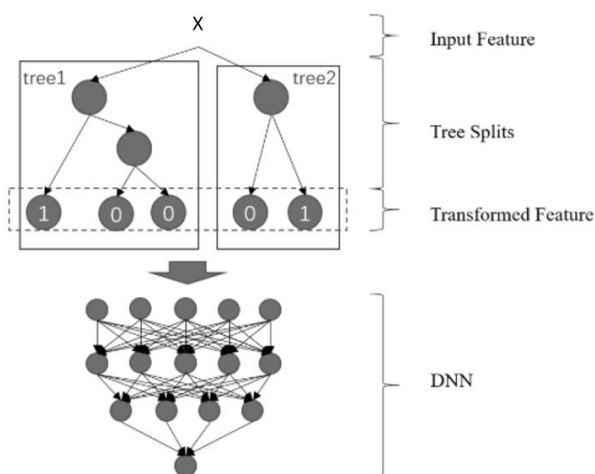 X
Input Feature
tree1
tree2
Tree Splits
1 0 0 0 1
Transformed Feature
DNN